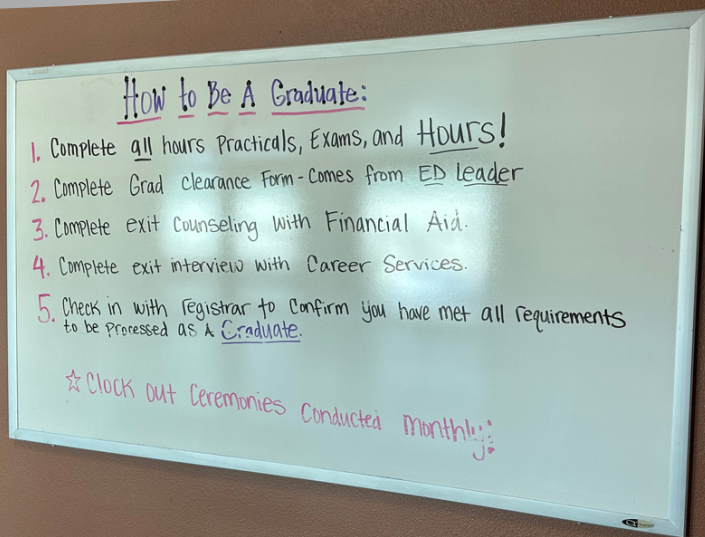 How to Be A Graduate:
1. Complete all hours Practicals, Exams, and Hours!
2. Complete Grad clearance Form - Comes from ED Leader
3. Complete exit counseling with Financial Aid.
4. Complete exit interview with Career Services.
5. Check in with registrar to Confirm you have met all requirements
to be Processed as A Graduate.
☆ Clock out Ceremonies Conducted monthly!